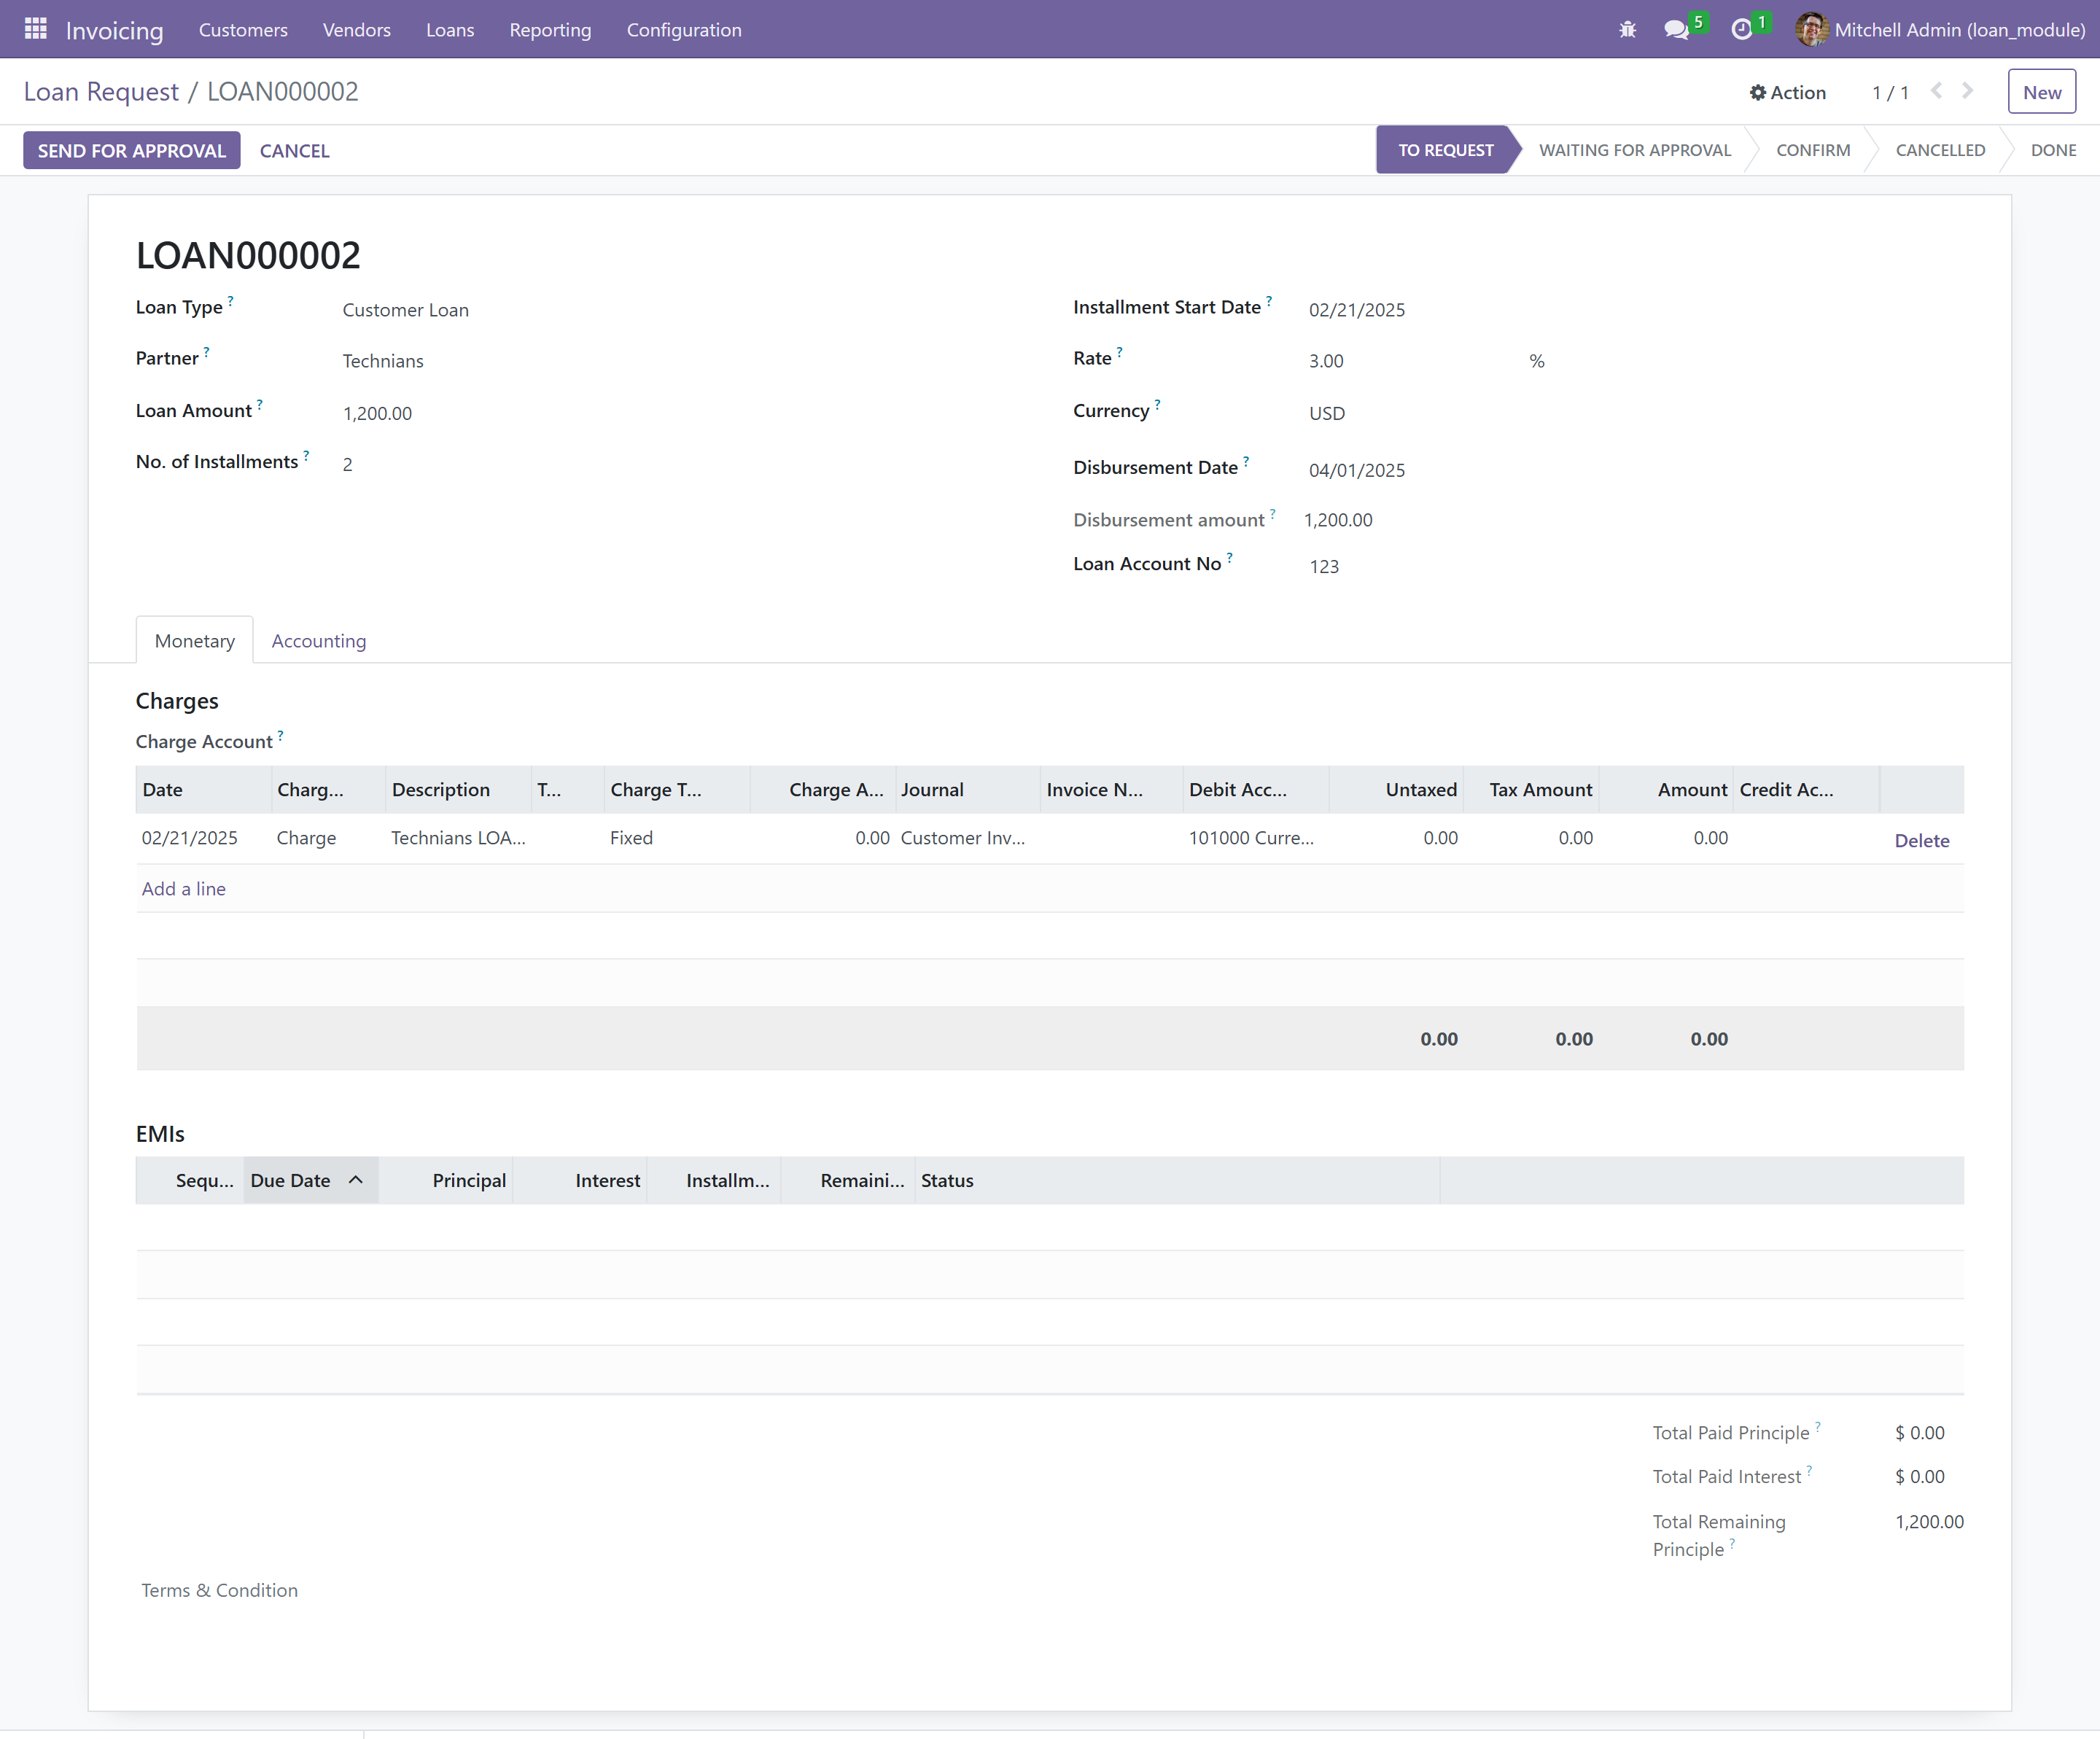 Invoicing Customers Vendors Loans Reporting Configuration 5 1 Mitchell Admin (loan_module)
Loan Request / LOAN000002 Action 1 / 1 New
SEND FOR APPROVAL CANCEL TO REQUEST WAITING FOR APPROVAL CONFIRM CANCELLED DONE
LOAN000002
Loan Type ? Customer Loan Installment Start Date ? 02/21/2025
Partner ? Technians Rate ? 3.00 %
Loan Amount ? 1,200.00 Currency ? USD
No. of Installments ? 2 Disbursement Date ? 04/01/2025
Disbursement amount ? 1,200.00
Loan Account No ? 123
Monetary Accounting
Charges
Charge Account ?
Date Charg... Description T... Charge T... Charge A... Journal Invoice N... Debit Acc... Untaxed Tax Amount Amount Credit Ac...
02/21/2025 Charge Technians LOA... Fixed 0.00 Customer Inv... 101000 Curre... 0.00 0.00 0.00 Delete
Add a line
0.00 0.00 0.00
EMIs
Sequ... Due Date Principal Interest Installm... Remaini... Status
Total Paid Principle ? $ 0.00
Total Paid Interest ? $ 0.00
Total Remaining 1,200.00
Principle ?
Terms & Condition